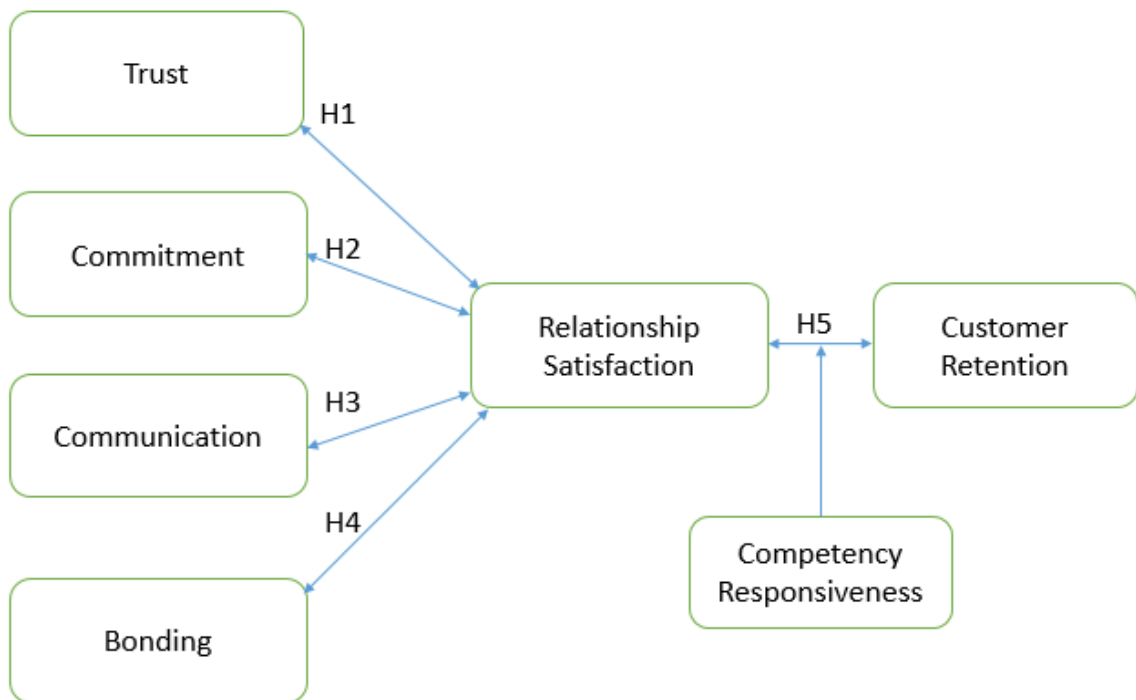 Trust
H1
Commitment
H2
Relationship
Satisfaction
H5
Customer
Retention
Communication
H3
H4
Competency
Responsiveness
Bonding